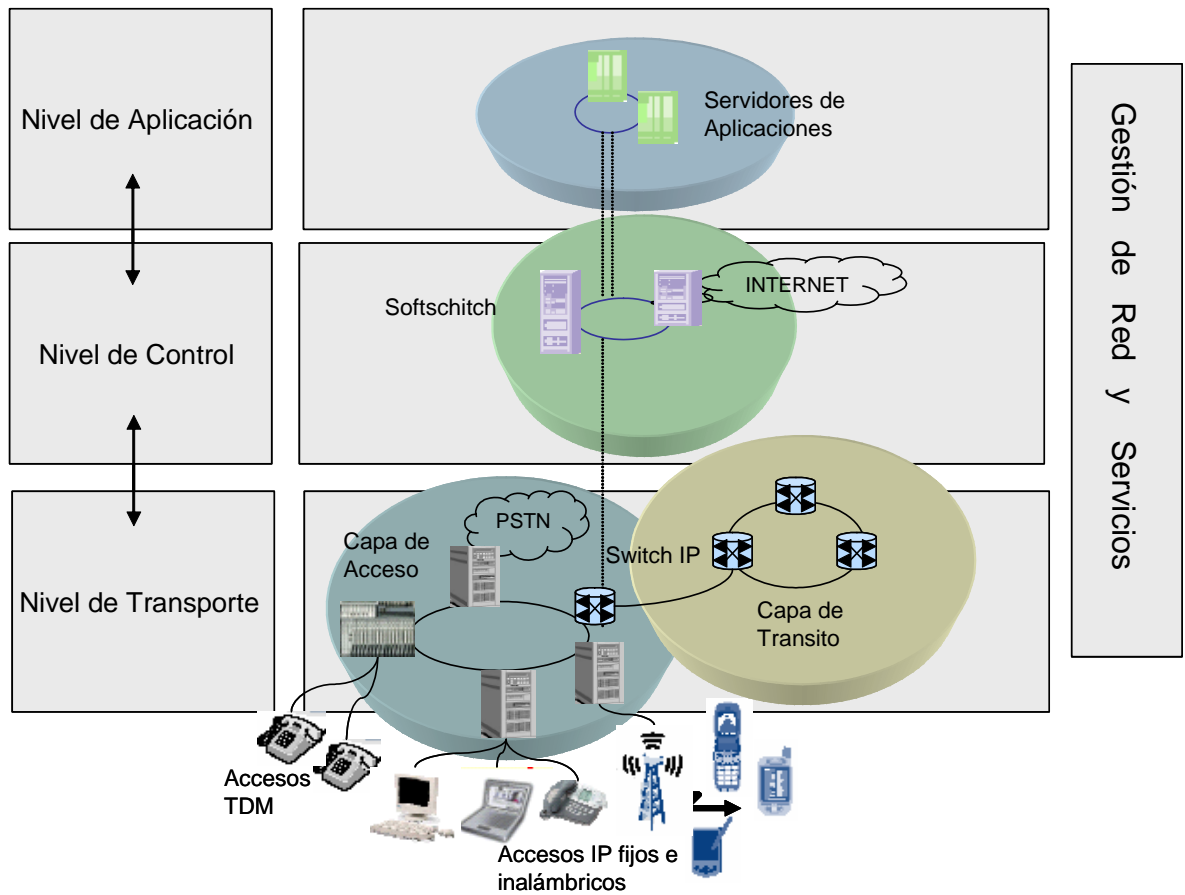 Nivel de Aplicación
Servidores de
Aplicaciones
Softschitch
INTERNET
Nivel de Control
PSTN
Capa de
Acceso
Switch IP
Nivel de Transporte
Capa de
Transito
Accesos
TDM
Accesos IP fijos e
inalámbricos
Gestión de Red y Servicios